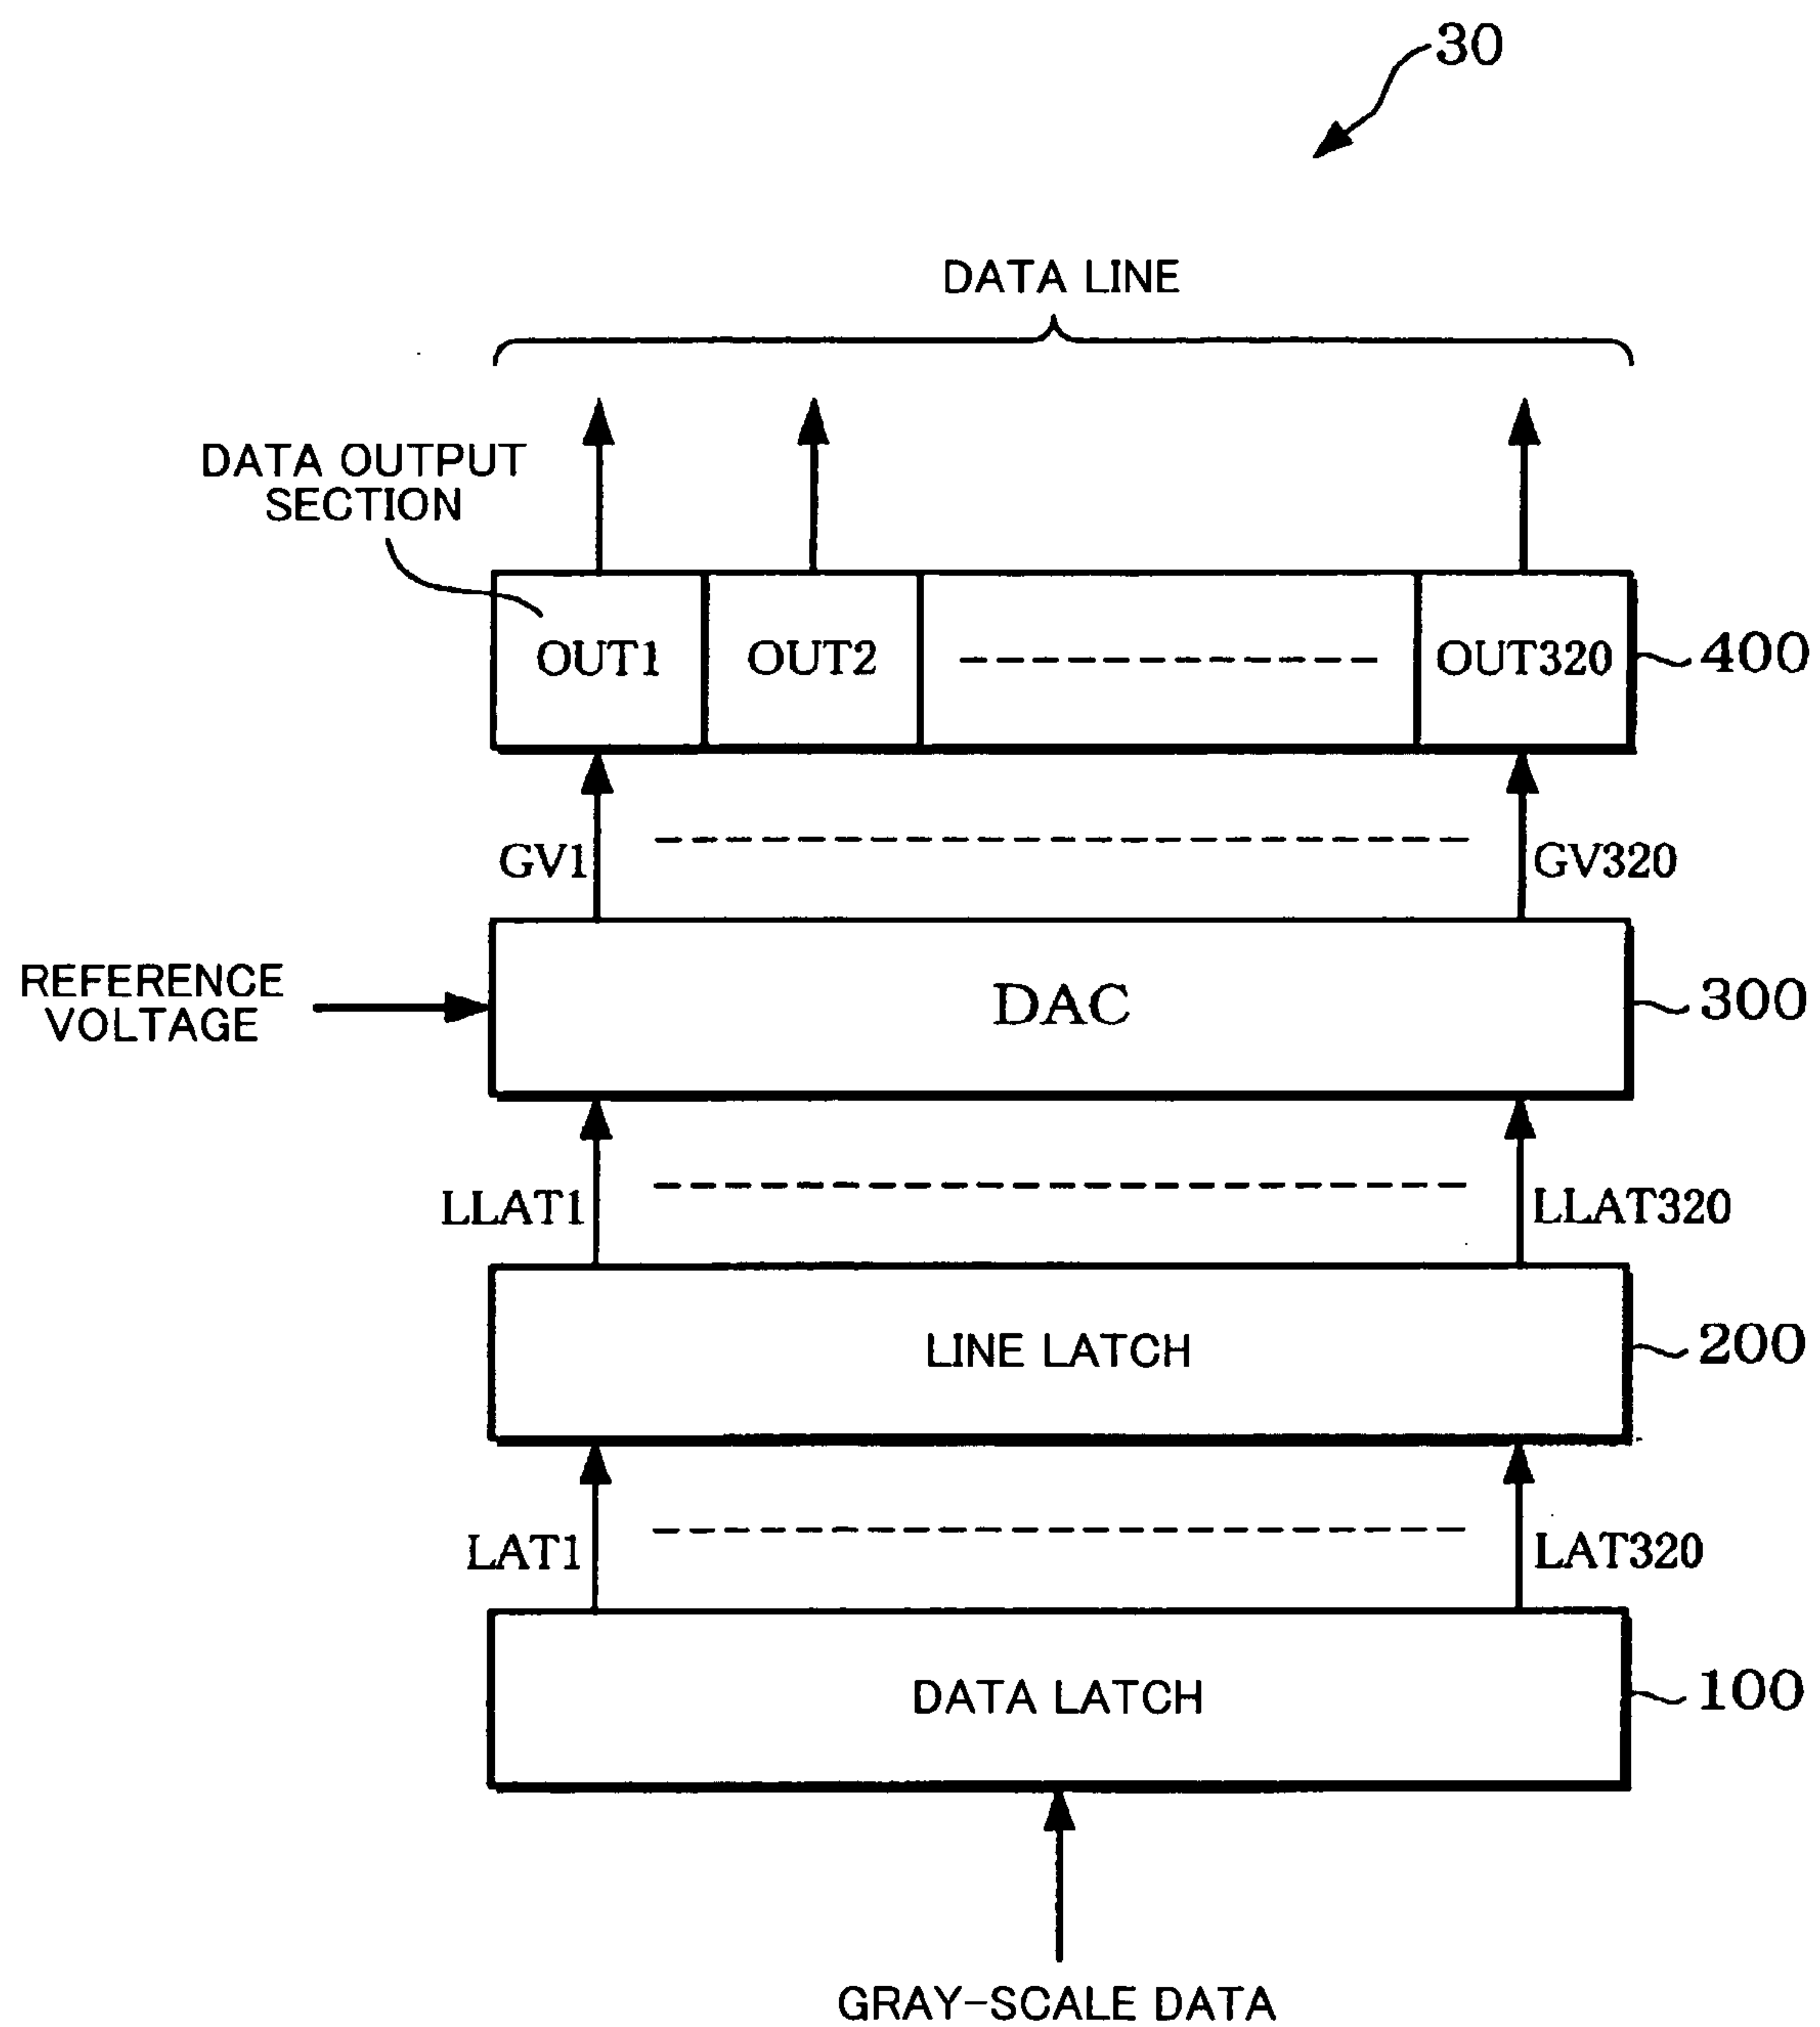 30
DATA LINE
DATA OUTPUT
SECTION
OUT1 OUT2 OUT320 400
GV1 GV320
REFERENCE
VOLTAGE
DAC 300
LLAT1 LLAT320
LINE LATCH 200
LAT1 LAT320
DATA LATCH 100
GRAY-SCALE DATA